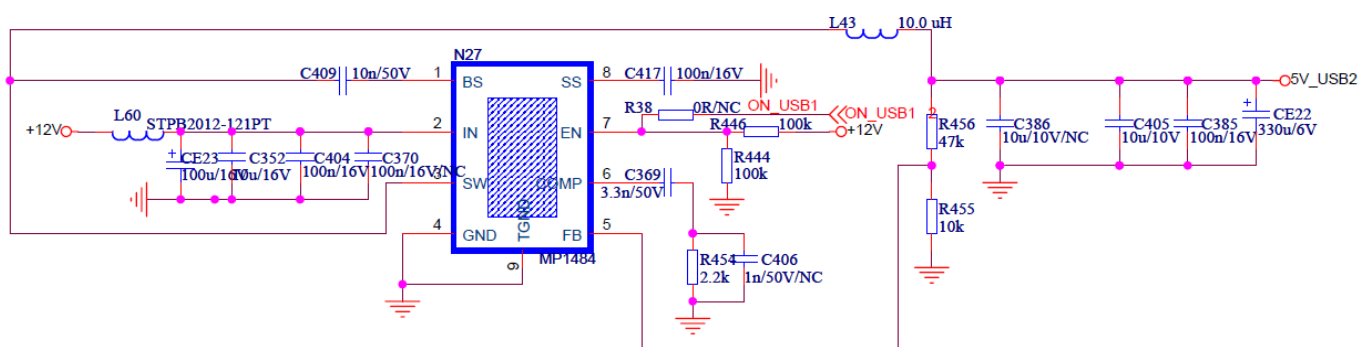 L43
10.0 uH
N27
C409
10n/50V
1
BS
SS
8
C417
100n/16V
5V_USB2
L60
STPB2012-121PT
R38
0R/NC
ON_USB1
ON_USB1
2
+12V
2
IN
EN
7
R446
100k
+12V
R456
47k
C386
10u/10V/NC
C405
10u/10V
C385
100n/16V
+
CE22
330u/6V
+
CE23
100u/16V
C352
10u/16V
C404
100n/16V
C370
100n/16V/NC
R444
100k
3
SW
COMP
6
C369
3.3n/50V
R455
10k
4
GND
TGND
FB
5
9
MP1484
R454
2.2k
C406
1n/50V/NC